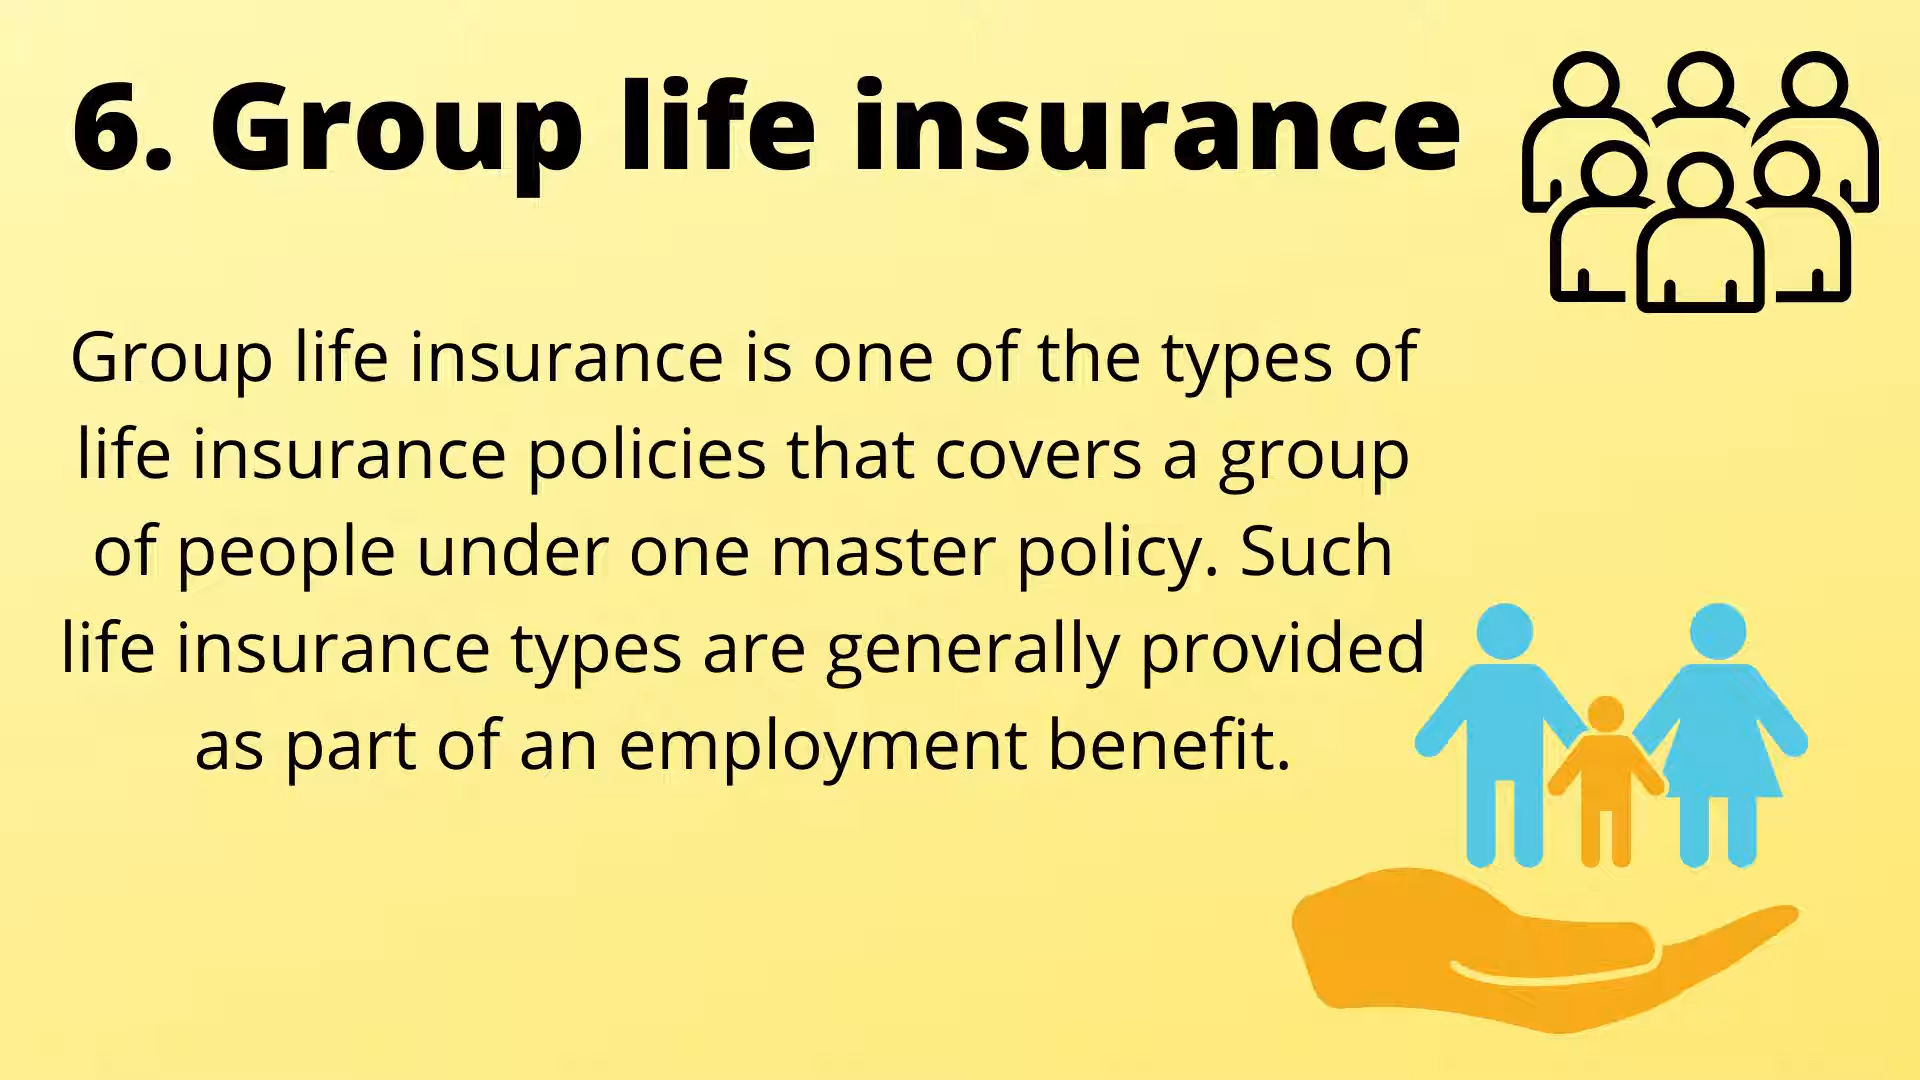 6. Group life insurance
Group life insurance is one of the types of
life insurance policies that covers a group
of people under one master policy. Such
life insurance types are generally provided
as part of an employment benefit.